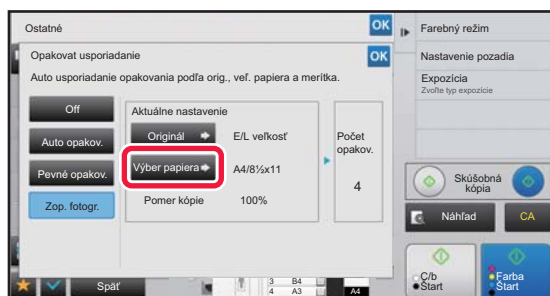 Ostatné
OK
Opakovat usporiadanie
OK
Auto usporiadanie opakovania podľa orig., veľ. papiera a merítka.
Off
Auto opakov.
Pevné opakov.
Zop. fotogr.
Aktuálne nastavenie
Originál
E/L veľkosť
Výber papiera
A4/8½x11
Pomer kópie
100%
Počet
opakov.
4
Späť
3 B4
4 A3
A4
Farebný režim
Nastavenie pozadia
Expozícia
Zvoľte typ expozície
Skúšobná
kópia
Náhľad
CA
Č/b
Štart
Farba
Štart